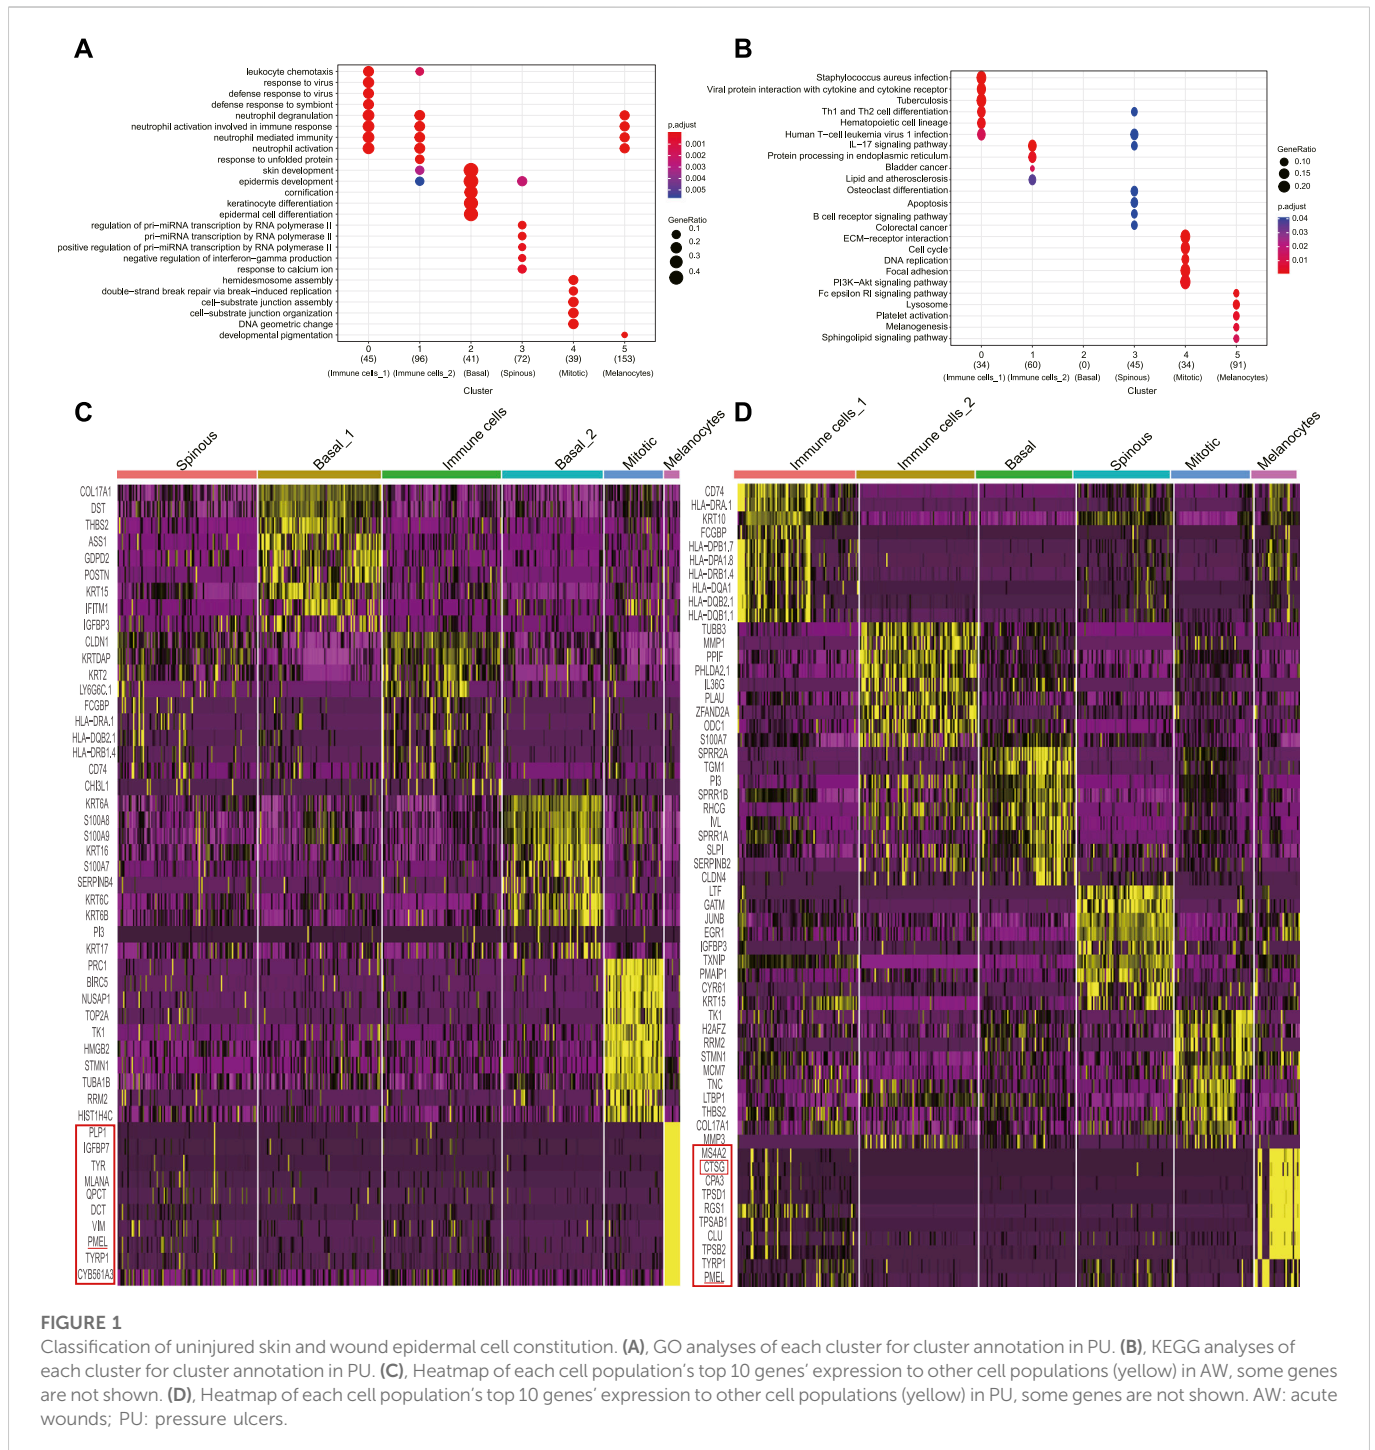 A
leukocyte chemotaxis
response to virus
defense response to virus
defense response to symbiont
neutrophil degranulation
neutrophil activation involved in immune response
neutrophil mediated immunity
neutrophil activation
response to unfolded protein
skin development
epidermis development
cornification
keratinocyte differentiation
epidermal cell differentiation
regulation of pri-miRNA transcription by RNA polymerase II
pri-miRNA transcription by RNA polymerase II
positive regulation of pri-miRNA transcription by RNA polymerase II
negative regulation of interferon-gamma production
response to calcium ion
hemidesmosome assembly
double-strand break repair via break-induced replication
cell-substrate junction assembly
cell-substrate junction organization
DNA geometric change
developmental pigmentation
0 1 2 3 4 5
(45) (96) (41) (72) (39) (153)
(Immune cells_1) (Immune cells_2) (Basal) (Spinous) (Mitotic) (Melanocytes)
Cluster
p.adjust
0.001
0.002
0.003
0.004
0.005
GeneRatio
0.1
0.2
0.3
0.4
B
Staphylococcus aureus infection
Viral protein interaction with cytokine and cytokine receptor
Tuberculosis
Th1 and Th2 cell differentiation
Hematopoietic cell lineage
Human T-cell leukemia virus 1 infection
IL-17 signaling pathway
Protein processing in endoplasmic reticulum
Bladder cancer
Lipid and atherosclerosis
Osteoclast differentiation
Apoptosis
B cell receptor signaling pathway
Colorectal cancer
ECM-receptor interaction
Cell cycle
DNA replication
Focal adhesion
PI3K-Akt signaling pathway
Fc epsilon RI signaling pathway
Lysosome
Platelet activation
Melanogenesis
Sphingolipid signaling pathway
0 1 2 3 4 5
(34) (60) (0) (45) (34) (91)
(Immune cells_1) (Immune cells_2) (Basal) (Spinous) (Mitotic) (Melanocytes)
Cluster
GeneRatio
0.10
0.15
0.20
p.adjust
0.04
0.03
0.02
0.01
C
Spinous Basal_1 Immune cells Basal_2 Mitotic Melanocytes
COL17A1
DST
THBS2
ASS1
GDPD2
POSTN
KRT15
IFITM1
IGFBP3
CLDN1
KRTDAP
KRT2
LY6G6C.1
FCGBP
HLA-DRA.1
HLA-DQB2.1
HLA-DRB1.4
CD74
CHI3L1
KRT6A
S100A8
S100A9
KRT16
S100A7
SERPINB4
KRT6C
KRT6B
PI3
KRT17
PRC1
BIRC5
NUSAP1
TOP2A
TK1
HMGB2
STMN1
TUBA1B
RRM2
HIST1H4C
PLP1
IGFBP7
TYR
MLANA
QPCT
DCT
VIM
PMEL
TYRP1
CYB561A3
D
Immune cells_1 Immune cells_2 Basal Spinous Mitotic Melanocytes
CD74
HLA-DRA.1
KRT10
FCGBP
HLA-DPB1.7
HLA-DPA1.8
HLA-DRB1.4
HLA-DQA1
HLA-DQB2.1
HLA-DQB1.1
TUBB3
MMP1
PPIF
PHLDA2.1
IL36G
PLAU
ZFAND2A
ODC1
S100A7
SPRR2A
TGM1
PI3
SPRR1B
RHCG
IVL
SPRR1A
SLPI
SERPINB2
CLDN4
LTF
GATM
JUNB
EGR1
IGFBP3
TXNIP
PMAIP1
CYR61
KRT15
TK1
H2AFZ
RRM2
STMN1
MCM7
TNC
LTBP1
THBS2
COL17A1
MMP3
MS4A2
CTSG
CPA3
TPSD1
RGS1
TPSAB1
CLU
TPSB2
TYRP1
PMEL
FIGURE 1
Classification of uninjured skin and wound epidermal cell constitution. (A), GO analyses of each cluster for cluster annotation in PU. (B), KEGG analyses of
each cluster for cluster annotation in PU. (C), Heatmap of each cell population's top 10 genes' expression to other cell populations (yellow) in AW, some genes
are not shown. (D), Heatmap of each cell population's top 10 genes' expression to other cell populations (yellow) in PU, some genes are not shown. AW: acute
wounds; PU: pressure ulcers.